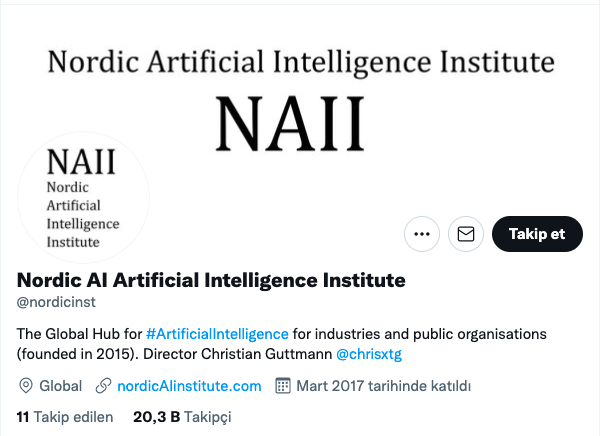 Nordic Artificial Intelligence Institute
NAII
NAII
Nordic
Artificial
Intelligence
Institute
Takip et
Nordic AI Artificial Intelligence Institute
@nordicinst
The Global Hub for #ArtificialIntelligence for industries and public organisations
(founded in 2015). Director Christian Guttmann @chrisxtg
Global nordicAIinstitute.com Mart 2017 tarihinde katıldı
11 Takip edilen 20,3 B Takipçi